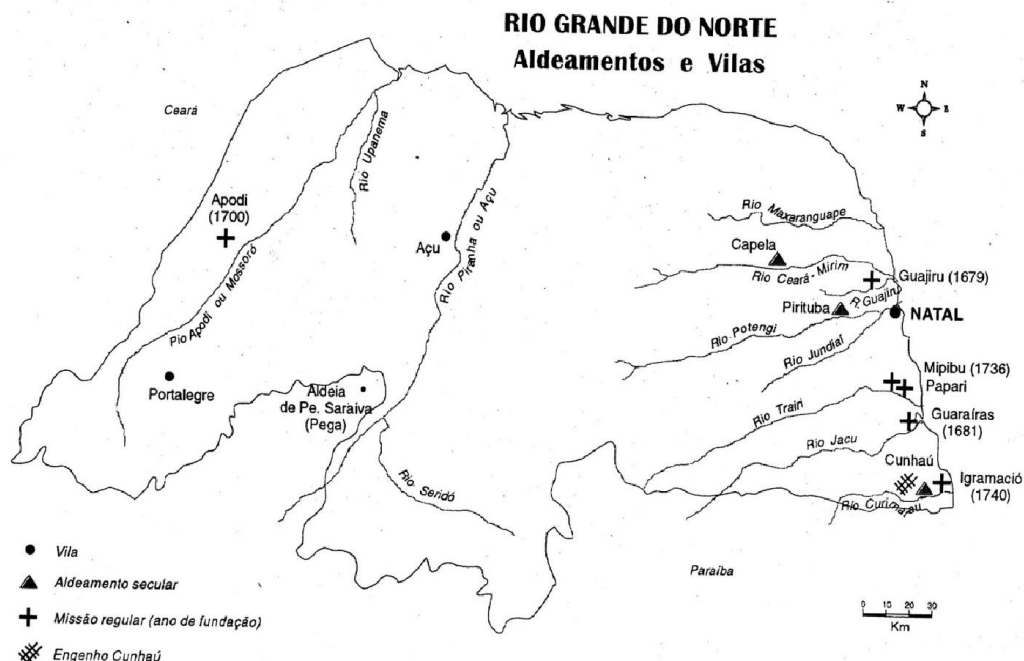 RIO GRANDE DO NORTE
Aldeamentos e Vilas
N
W
E
S
Ceará
Rio Upanema
Apodi
(1700)
Açu
Rio Piranha ou Açu
Rio Maxaranguape
Capela
Rio Ceará-Mirim
Guajiru (1679)
R. Guajiru
Pirituba
NATAL
Rio Potengi
Rio Jundiaí
Rio Apodi ou Mossoró
Portalegre
Aldeia
de Pe. Saraiva
(Pega)
Mipibu (1736)
Papari
Rio Trairi
Guaraíras
(1681)
Rio Jacu
Cunhaú
Igramació
(1740)
Rio Curimataú
Rio Seridó
Paraíba
Vila
Aldeamento secular
Missão regular (ano de fundação)
Engenho Cunhaú
0 10 20 30
Km